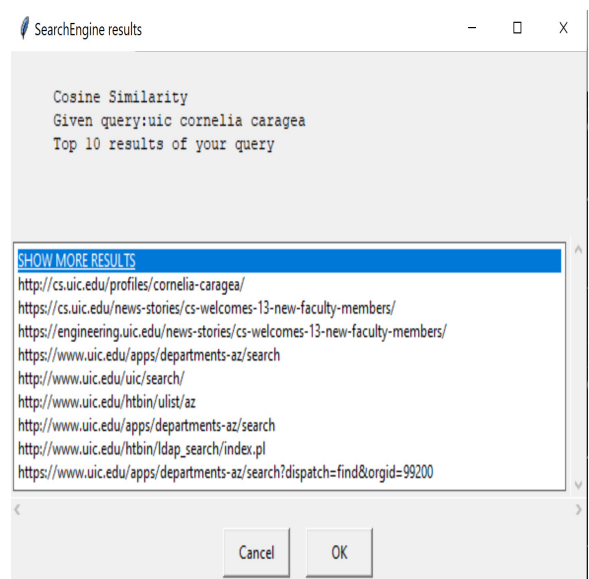 SearchEngine results
Cosine Similarity
Given query:uic cornelia caragea
Top 10 results of your query
SHOW MORE RESULTS
http://cs.uic.edu/profiles/cornelia-caragea/
https://cs.uic.edu/news-stories/cs-welcomes-13-new-faculty-members/
https://engineering.uic.edu/news-stories/cs-welcomes-13-new-faculty-members/
https://www.uic.edu/apps/departments-az/search
http://www.uic.edu/uic/search/
http://www.uic.edu/htbin/ulist/az
http://www.uic.edu/apps/departments-az/search
http://www.uic.edu/htbin/ldap_search/index.pl
https://www.uic.edu/apps/departments-az/search?dispatch=find&orgid=99200
Cancel OK